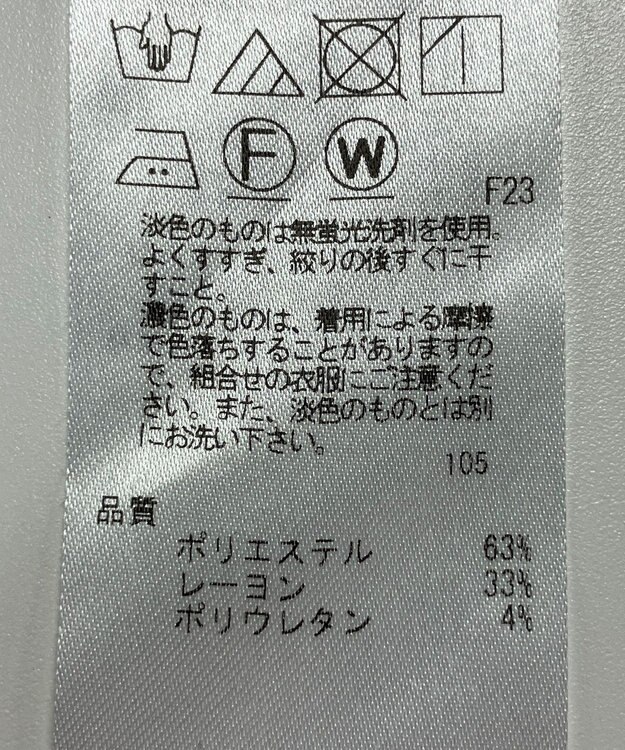 F
W
F23
淡色のものは無蛍光洗剤を使用。
よくすすぎ、絞りの後すぐに干
すこと。
濃色のものは、着用による摩擦
で色落ちすることがありますの
で、組合せの衣服にご注意くだ
さい。また、淡色のものとは別
にお洗い下さい。
105
品質
ポリエステル 63%
レーヨン 33%
ポリウレタン 4%